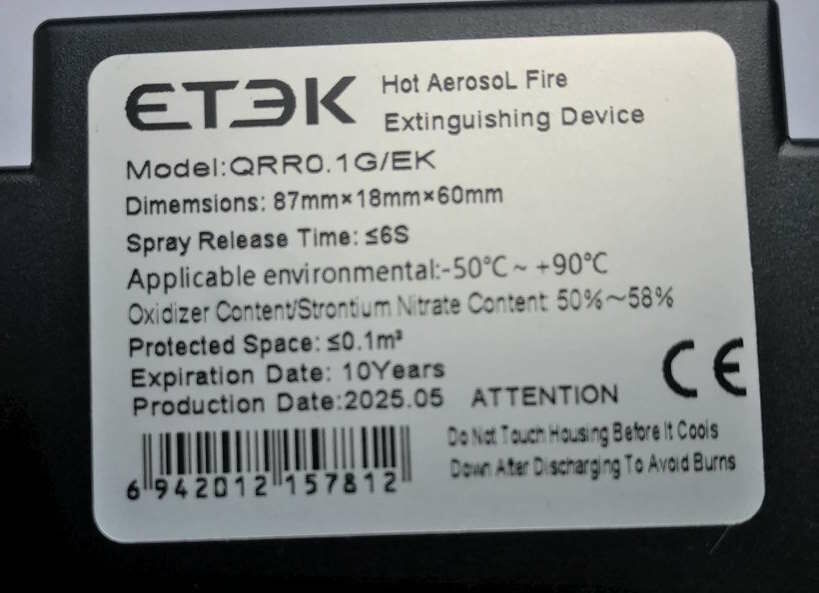 ETEK
Hot AerosoL Fire
Extinguishing Device
Model:QRR0.1G/EK
Dimemsions: 87mm×18mm×60mm
Spray Release Time: ≤6S
Applicable environmental:-50℃~ +90℃
Oxidizer Content/Strontium Nitrate Content: 50%~58%
Protected Space: ≤0.1m³
Expiration Date: 10Years
Production Date:2025.05
ATTENTION
CE
Do Not Touch Housing Before It Cools
Down After Discharging To Avoid Burns
6 942012 157812